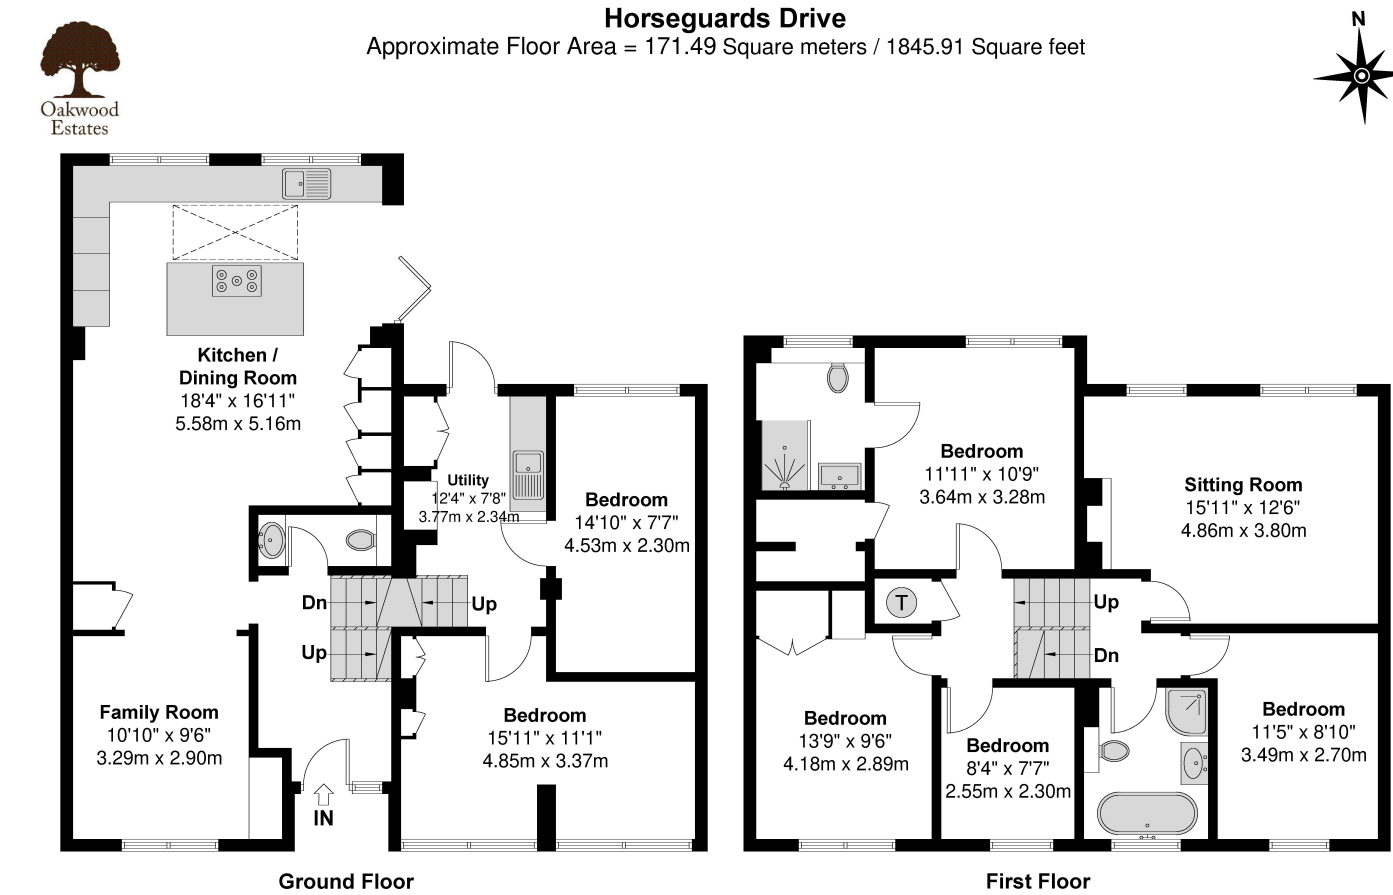 Horseguards Drive
Approximate Floor Area = 171.49 Square meters / 1845.91 Square feet
N
Oakwood
Estates
Kitchen /
Dining Room
18'4" x 16'11"
5.58m x 5.16m
Utility
12'4" x 7'8"
3.77m x 2.34m
Bedroom
14'10" x 7'7"
4.53m x 2.30m
Dn
Up
Up
Family Room
10'10" x 9'6"
3.29m x 2.90m
Bedroom
15'11" x 11'1"
4.85m x 3.37m
IN
Ground Floor
Bedroom
11'11" x 10'9"
3.64m x 3.28m
Sitting Room
15'11" x 12'6"
4.86m x 3.80m
T
Up
Dn
Bedroom
13'9" x 9'6"
4.18m x 2.89m
Bedroom
8'4" x 7'7"
2.55m x 2.30m
Bedroom
11'5" x 8'10"
3.49m x 2.70m
First Floor